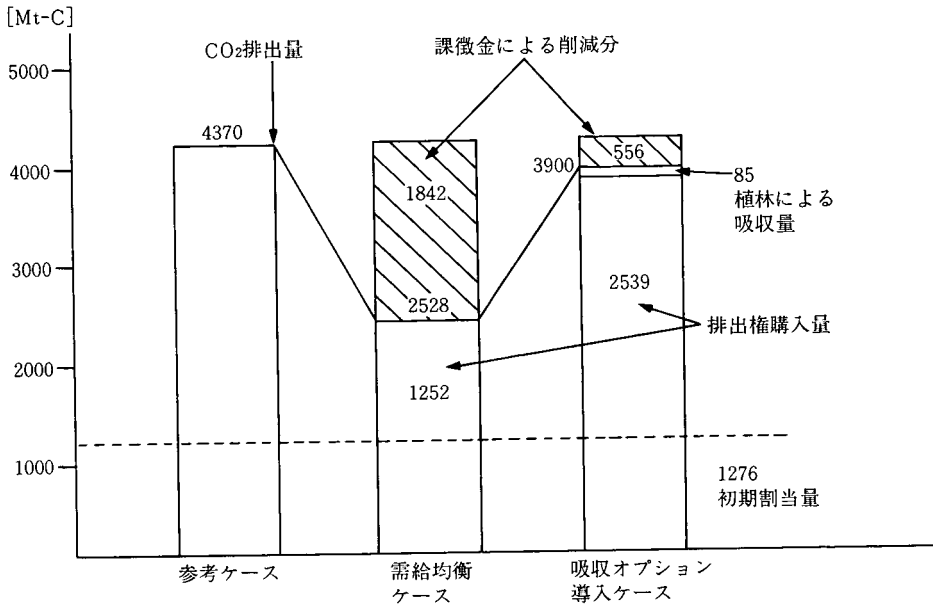 [Mt-C]
CO2排出量
課徴金による削減分
5000
4370
4000
3900
556
85
植林による
吸収量
1842
3000
2528
2539
排出権購入量
2000
1252
1000
1276
初期割当量
参考ケース
需給均衡
ケース
吸収オプション
導入ケース